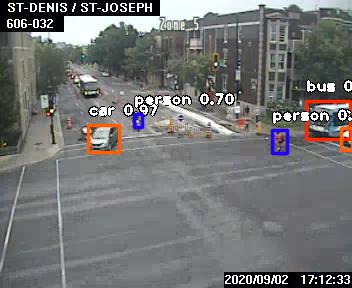 ST-DENIS / ST-JOSEPH
606-032
Zone 5
bus 0
person 0.70
car 0.97
person 0
2020/09/02 17:12:33